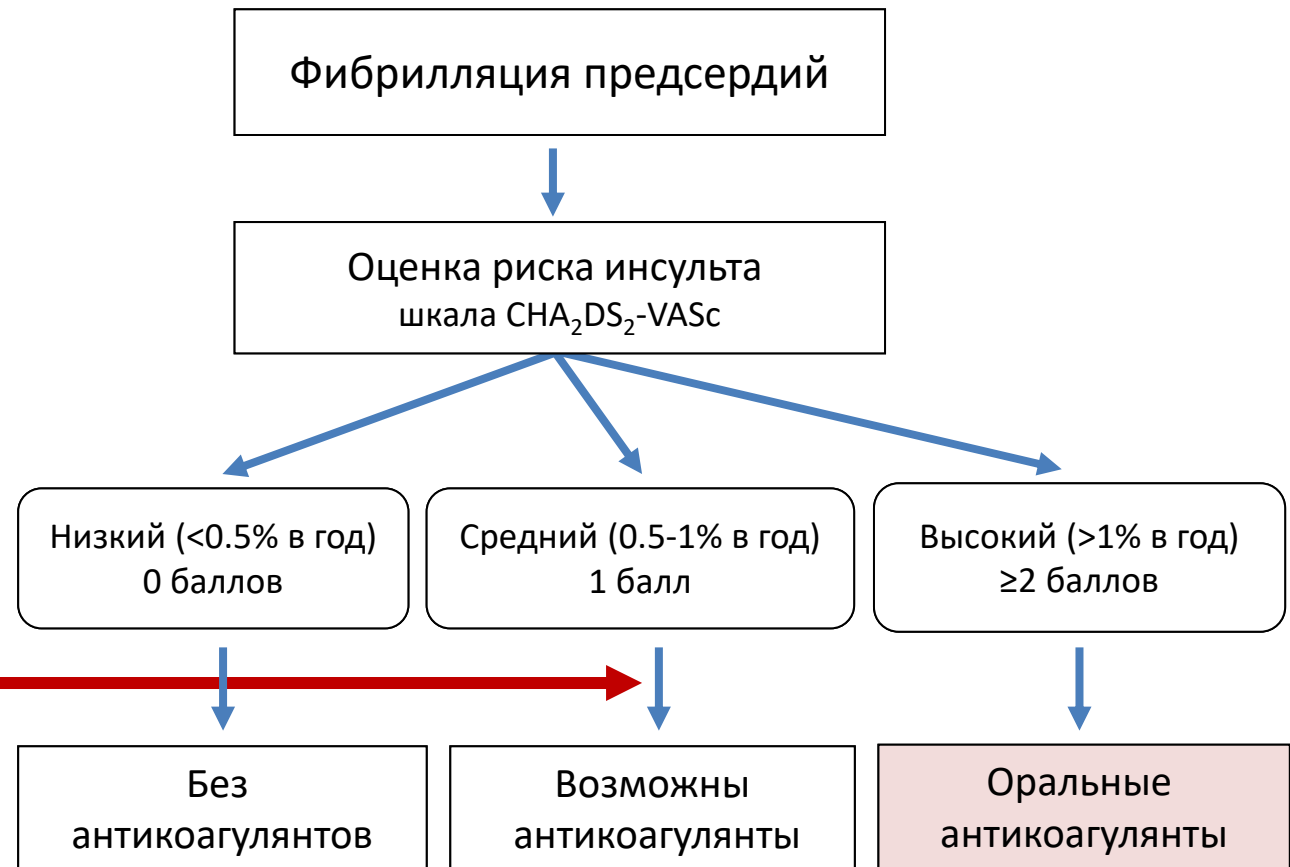 Фибрилляция предсердий
Оценка риска инсульта
шкала CHA₂DS₂-VASc
Низкий (<0.5% в год)
0 баллов
Средний (0.5-1% в год)
1 балл
Высокий (>1% в год)
≥2 баллов
Без
антикоагулянтов
Возможны
антикоагулянты
Оральные
антикоагулянты